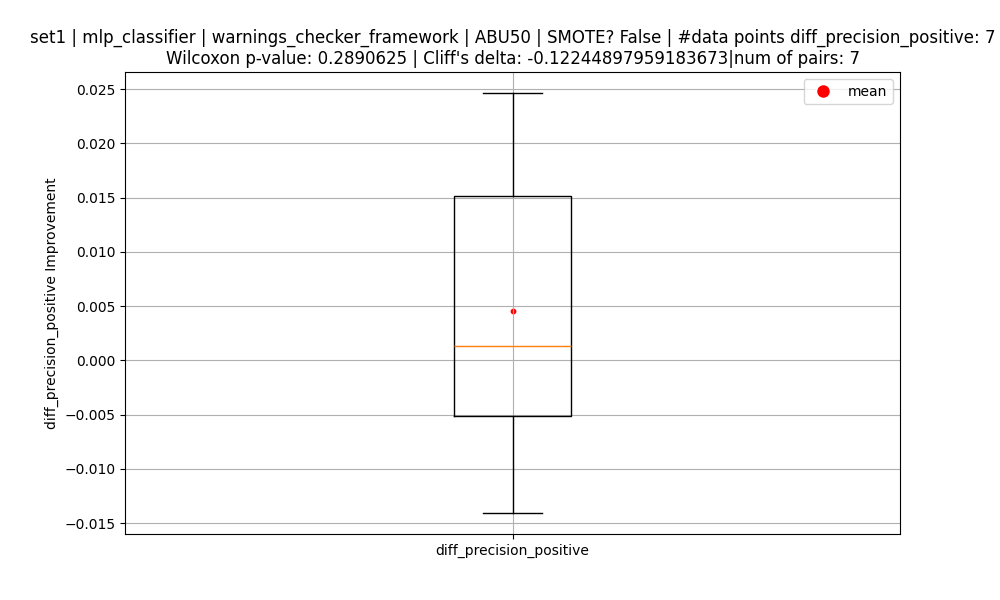 set1 | mlp_classifier | warnings_checker_framework | ABU50 | SMOTE? False | #data points diff_precision_positive: 7
Wilcoxon p-value: 0.2890625 | Cliff's delta: -0.12244897959183673|num of pairs: 7
mean
0.025
0.020
0.015
0.010
0.005
0.000
−0.005
−0.010
−0.015
diff_precision_positive Improvement
diff_precision_positive